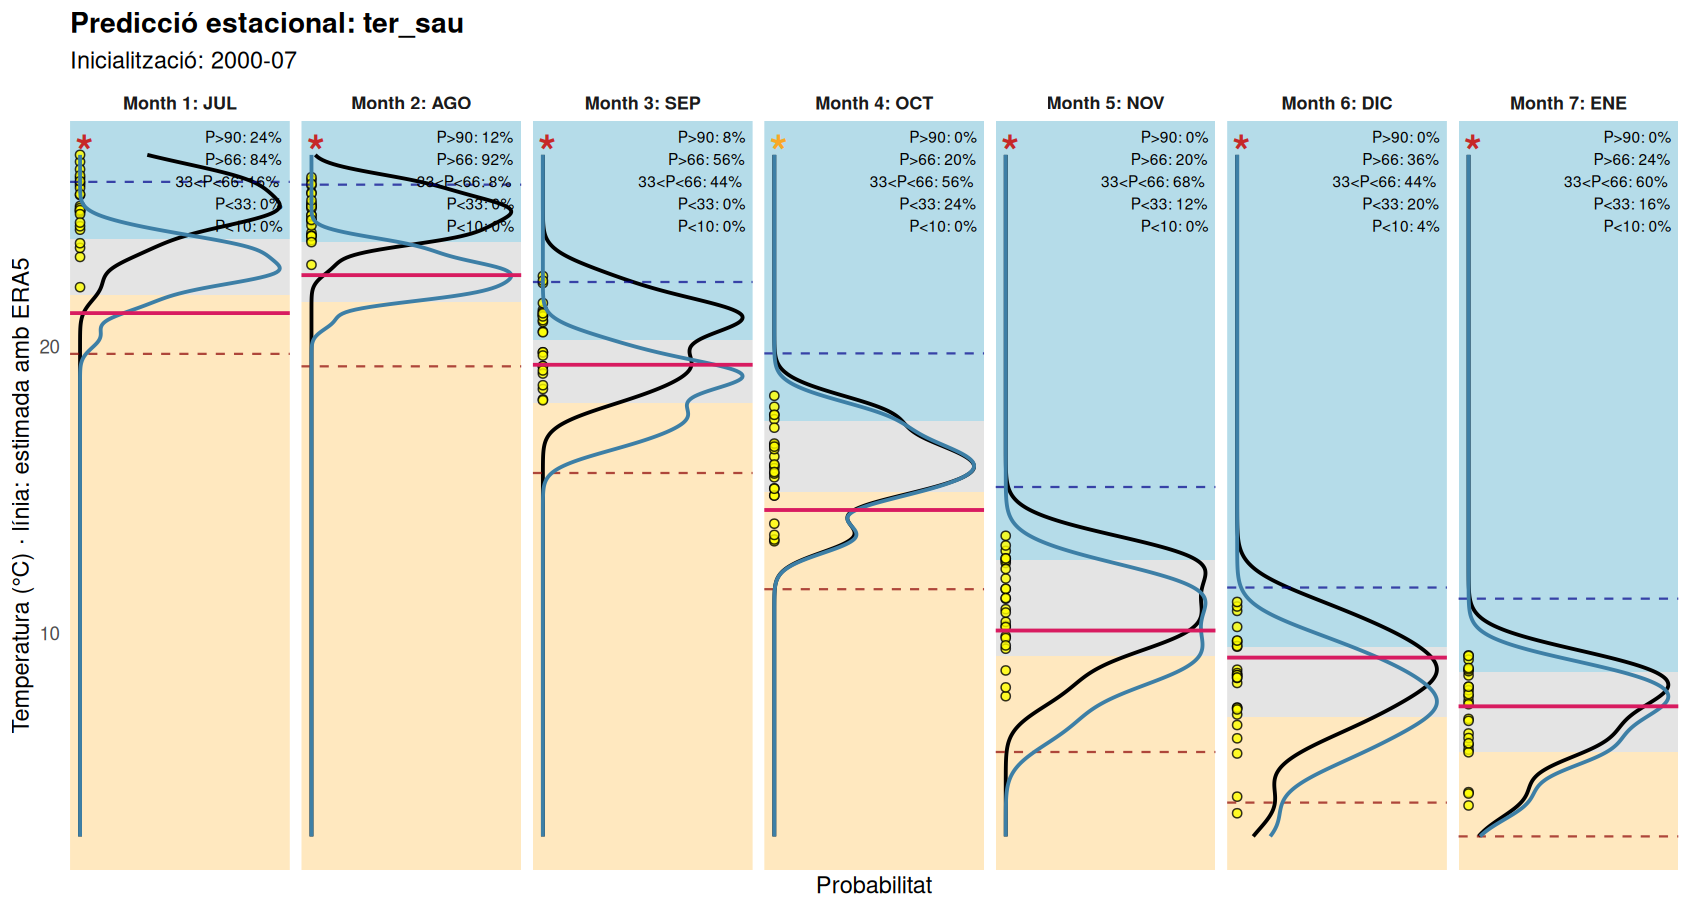 Predicció estacional: ter_sau
Inicialització: 2000-07
Month 1: JUL
Month 2: AGO
Month 3: SEP
Month 4: OCT
Month 5: NOV
Month 6: DIC
Month 7: ENE
*
P>90: 24%
P>66: 84%
33<P<66: 16%
P<33: 0%
P<10: 0%
*
P>90: 12%
P>66: 92%
33<P<66: 8%
P<33: 0%
P<10: 0%
*
P>90: 8%
P>66: 56%
33<P<66: 44%
P<33: 0%
P<10: 0%
*
P>90: 0%
P>66: 20%
33<P<66: 56%
P<33: 24%
P<10: 0%
*
P>90: 0%
P>66: 20%
33<P<66: 68%
P<33: 12%
P<10: 0%
*
P>90: 0%
P>66: 36%
33<P<66: 44%
P<33: 20%
P<10: 4%
*
P>90: 0%
P>66: 24%
33<P<66: 60%
P<33: 16%
P<10: 0%
20
10
Temperatura (°C) · línia: estimada amb ERA5
Probabilitat